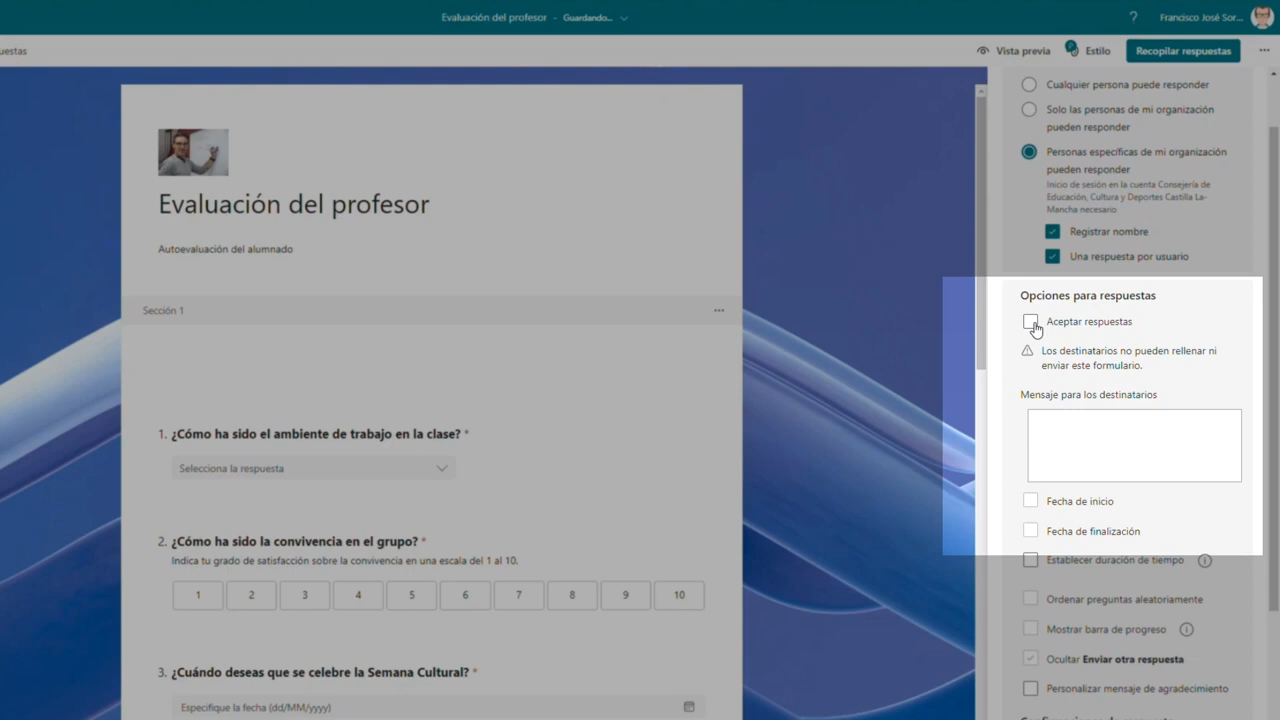 Evaluación del profesor - Guardando...
? Francisco José Sor...
uestas
Vista previa
Estilo
Recopilar respuestas
Evaluación del profesor
Autoevaluación del alumnado
Sección 1
1. ¿Cómo ha sido el ambiente de trabajo en la clase? *
Selecciona la respuesta
2. ¿Cómo ha sido la convivencia en el grupo? *
Indica tu grado de satisfacción sobre la convivencia en una escala del 1 al 10.
1 2 3 4 5 6 7 8 9 10
3. ¿Cuándo deseas que se celebre la Semana Cultural? *
Especifique la fecha (dd/MM/yyyy)
Cualquier persona puede responder
Solo las personas de mi organización
pueden responder
Personas específicas de mi organización
pueden responder
Inicio de sesión en la cuenta Consejería de
Educación, Cultura y Deportes Castilla La-
Mancha necesario
Registrar nombre
Una respuesta por usuario
Opciones para respuestas
Aceptar respuestas
Los destinatarios no pueden rellenar ni
enviar este formulario.
Mensaje para los destinatarios
Fecha de inicio
Fecha de finalización
Establecer duración de tiempo
Ordenar preguntas aleatoriamente
Mostrar barra de progreso
Ocultar Enviar otra respuesta
Personalizar mensaje de agradecimiento